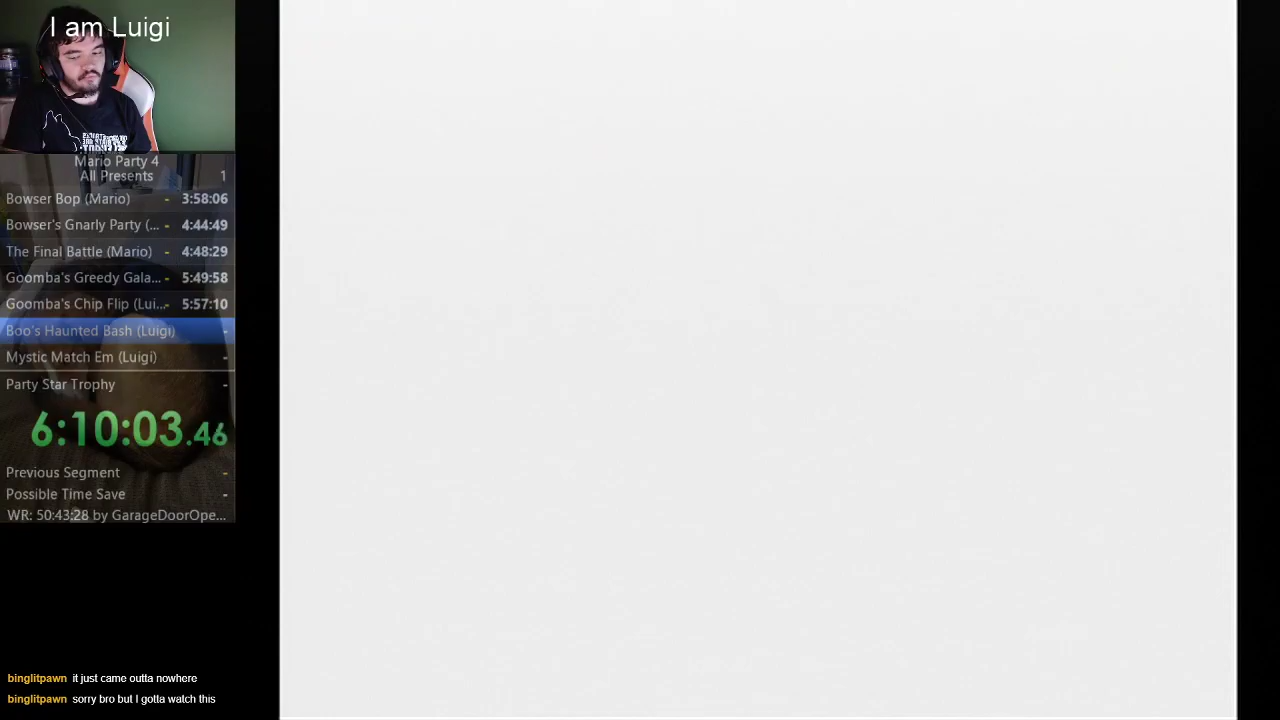 I am Luigi
Mario Party 4
All Presents 1
Bowser Bop (Mario) - 3:58:06
Bowser's Gnarly Party (... - 4:44:49
The Final Battle (Mario) - 4:48:29
Goomba's Greedy Gala... - 5:49:58
Goomba's Chip Flip (Lui... - 5:57:10
Boo's Haunted Bash (Luigi) -
Mystic Match Em (Luigi) -
Party Star Trophy -
6:10:03.46
Previous Segment -
Possible Time Save -
WR: 50:43:28 by GarageDoorOpe...
binglitpawn it just came outta nowhere
binglitpawn sorry bro but I gotta watch this